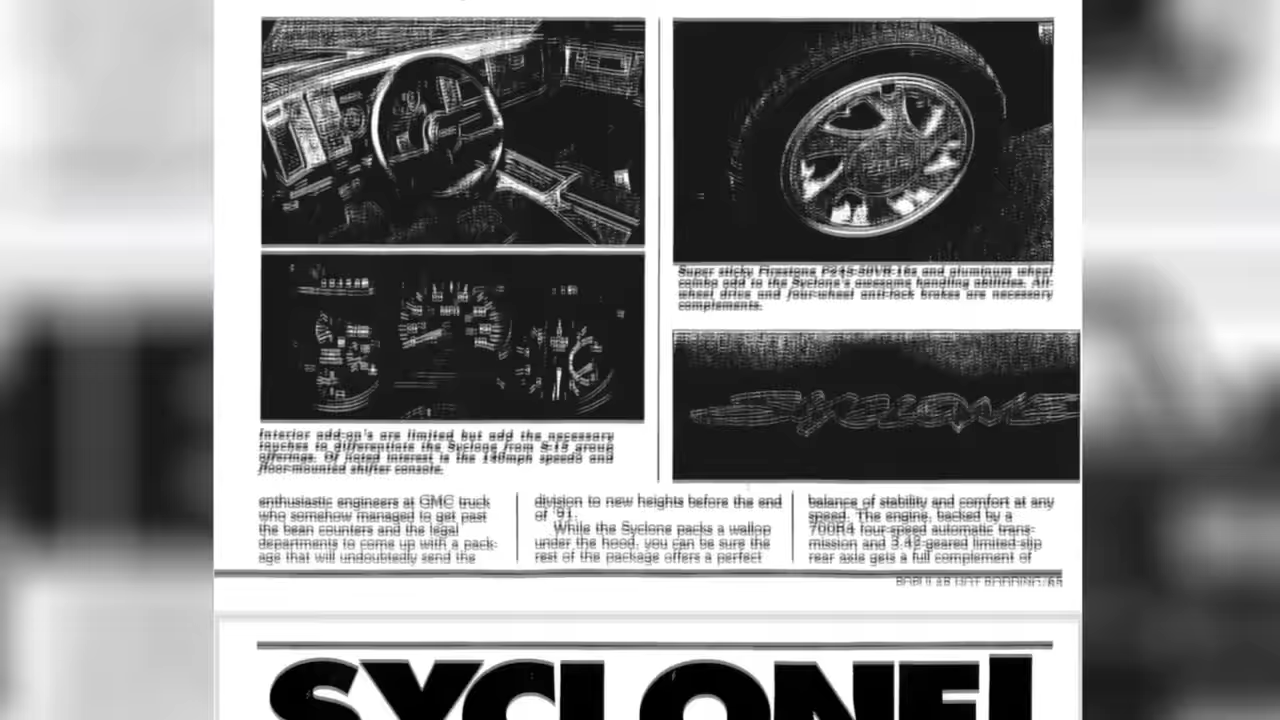 Super sticky Firestone P245-50VR-16s and aluminum wheel
combo add to the Syclone's awesome handling abilities. All-
wheel drive and four-wheel anti-lock brakes are necessary
complements.
Syclone
Interior add-on's are limited but add the necessary
touches to differentiate the Syclone from S-15 group
offerings. Of noted interest is the 140mph speedo and
floor-mounted shifter console.
enthusiastic engineers at GMC truck
who somehow managed to get past
the bean counters and the legal
department to come up with a pack-
age that will undoubtedly send the
division to new heights before the end
of '91.
While the Syclone packs a wallop
under the hood, you can be sure the
rest of the package offers a perfect
balance of stability and comfort at any
speed. The engine, backed by a
700R4 four-speed automatic trans-
mission and 3.42-geared limited-slip
rear axle gets a full complement of
POPULAR HOT RODDING/65
SYCLONE!